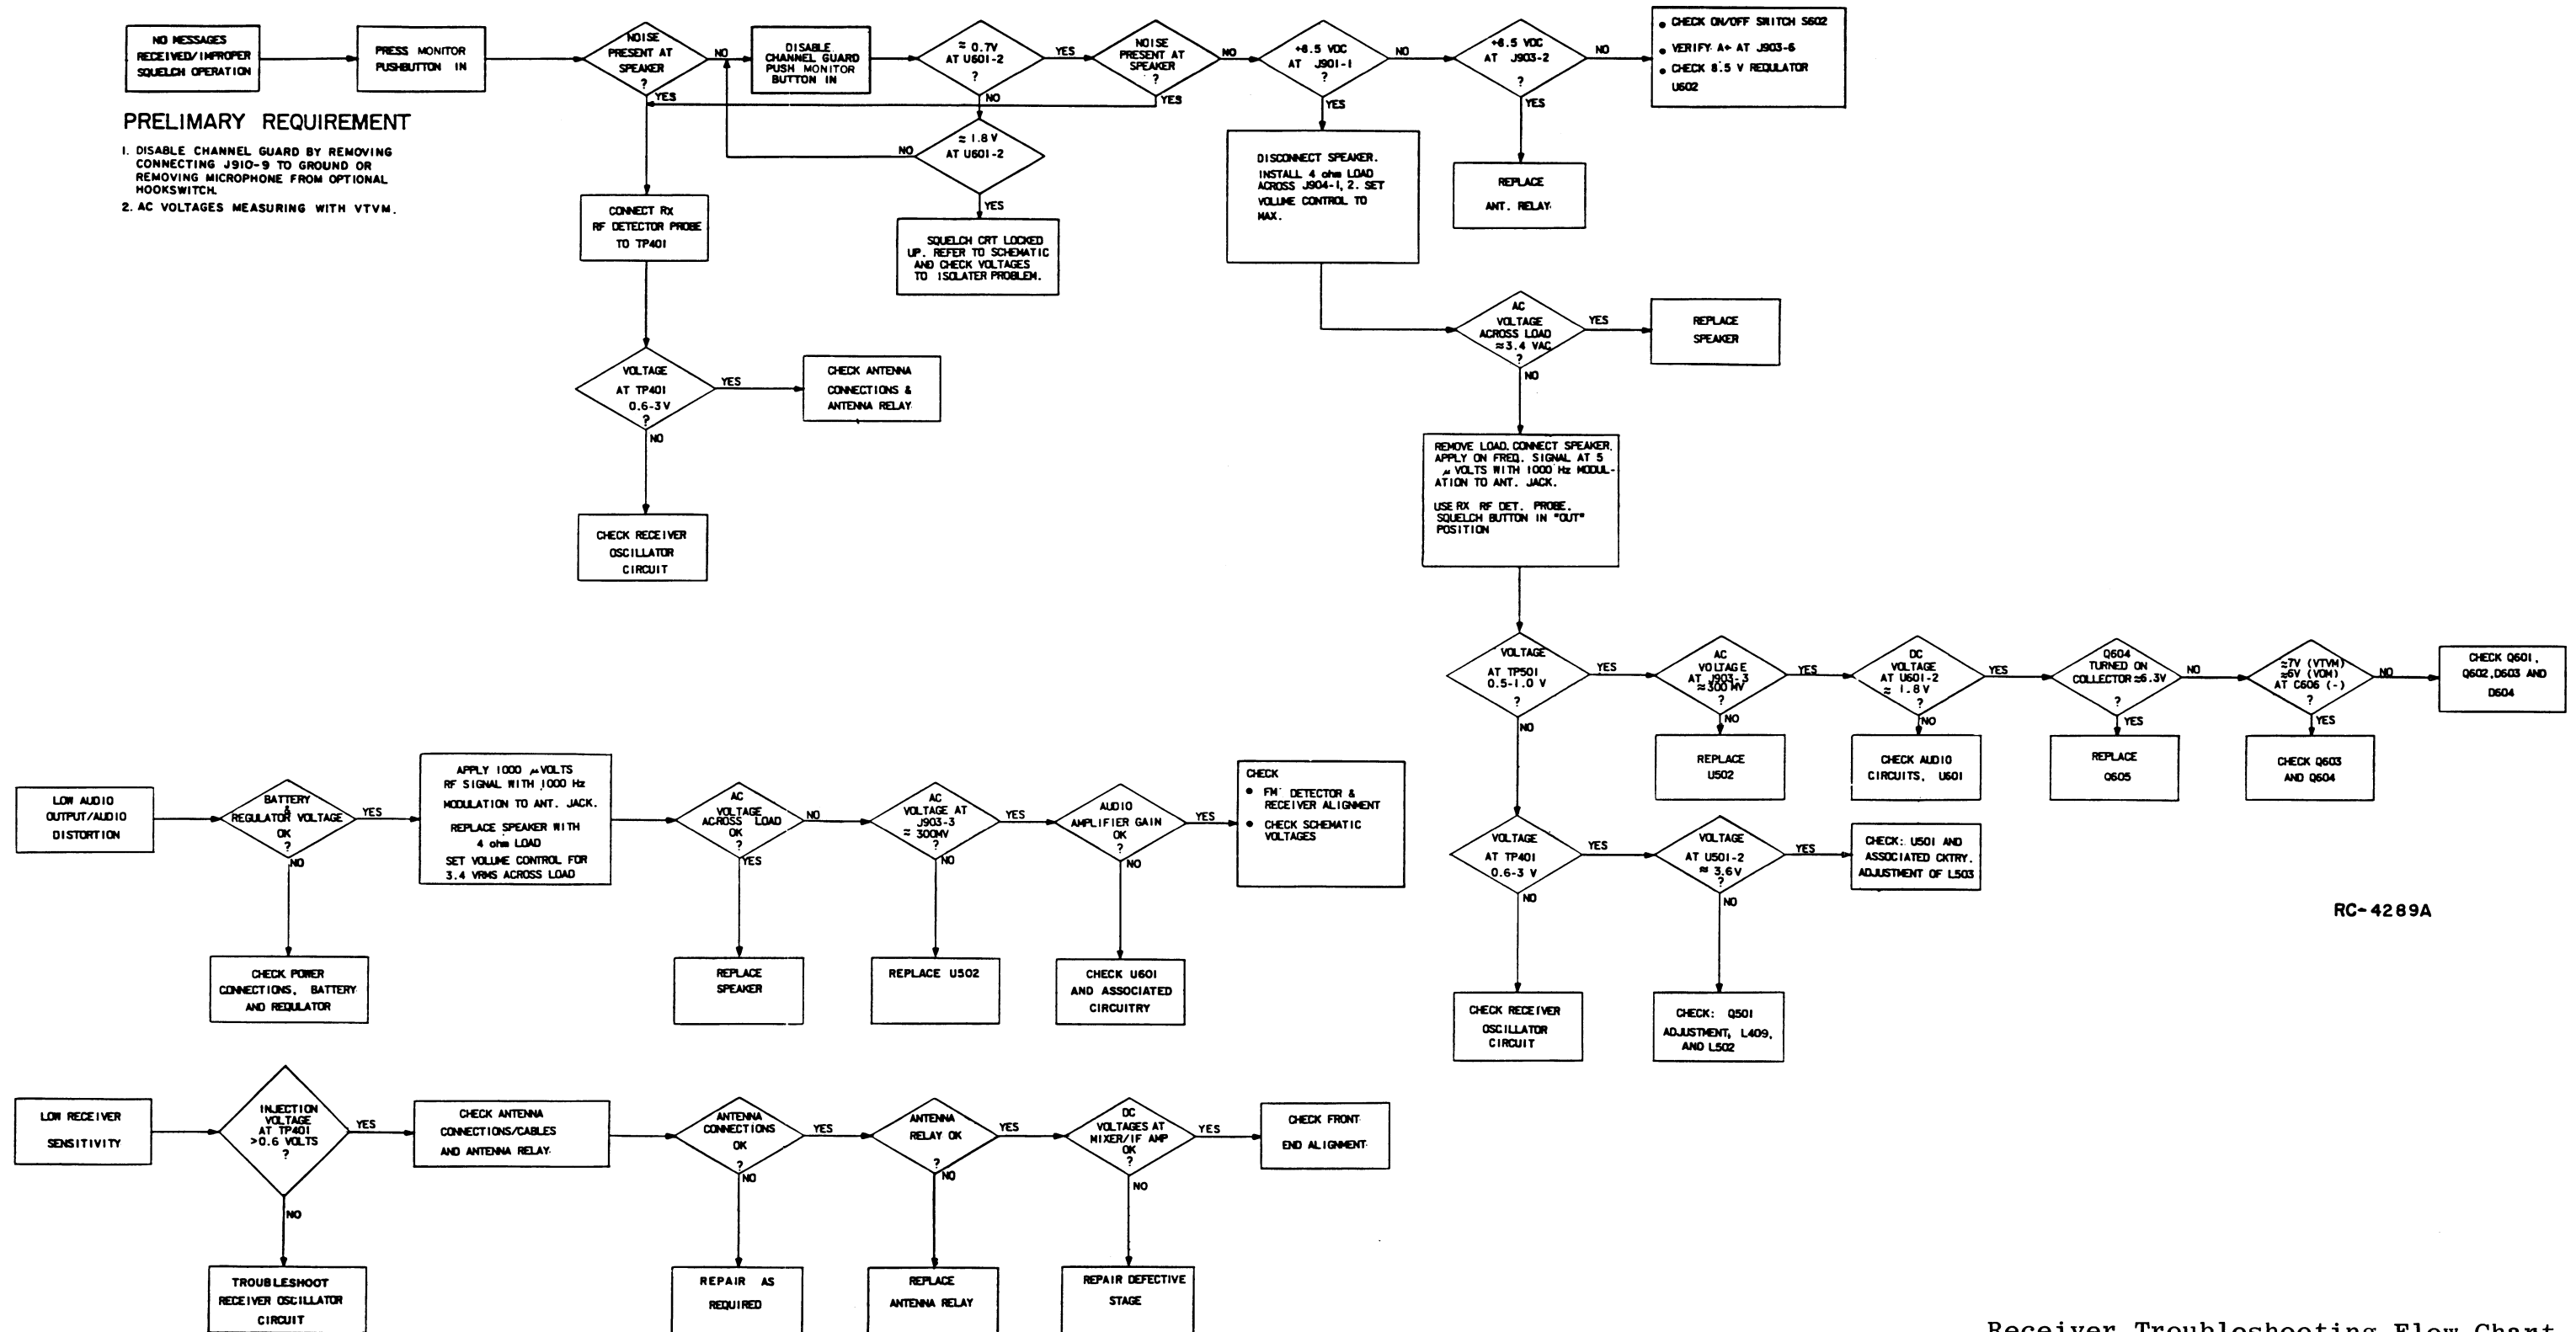 NO MESSAGES
RECEIVED/IMPROPER
SQUELCH OPERATION
PRESS MONITOR
PUSHBUTTON IN
NOISE
PRESENT AT
SPEAKER
?
NO
YES
DISABLE
CHANNEL GUARD
PUSH MONITOR
BUTTON IN
≈ 0.7V
AT U601-2
?
YES
NO
NOISE
PRESENT AT
SPEAKER
?
NO
YES
+8.5 VDC
AT J901-1
?
NO
YES
+8.5 VDC
AT J903-2
?
NO
YES
● CHECK ON/OFF SWITCH S602
● VERIFY A+ AT J903-6
● CHECK 8.5 V REGULATOR
U602
PRELIMARY REQUIREMENT
1. DISABLE CHANNEL GUARD BY REMOVING
CONNECTING J910-9 TO GROUND OR
REMOVING MICROPHONE FROM OPTIONAL
HOOKSWITCH.
2. AC VOLTAGES MEASURING WITH VTVM.
≈ 1.8V
AT U601-2
NO
YES
SQUELCH CRT LOCKED
UP. REFER TO SCHEMATIC
AND CHECK VOLTAGES
TO ISOLATER PROBLEM.
CONNECT Rx
RF DETECTOR PROBE
TO TP401
VOLTAGE
AT TP401
0.6-3V
?
YES
NO
CHECK ANTENNA
CONNECTIONS &
ANTENNA RELAY
CHECK RECEIVER
OSCILLATOR
CIRCUIT
DISCONNECT SPEAKER.
INSTALL 4 ohm LOAD
ACROSS J904-1, 2. SET
VOLUME CONTROL TO
MAX.
REPLACE
ANT. RELAY
AC
VOLTAGE
ACROSS LOAD
≈3.4 VAC
?
YES
NO
REPLACE
SPEAKER
REMOVE LOAD.CONNECT SPEAKER.
APPLY ON FREQ. SIGNAL AT 5
μ VOLTS WITH 1000 Hz MODUL-
ATION TO ANT. JACK.
USE RX RF DET. PROBE.
SQUELCH BUTTON IN "OUT"
POSITION
VOLTAGE
AT TP501
0.5-1.0 V
?
YES
NO
AC
VOLTAGE
AT J903-3
≈300 MV
?
YES
NO
DC
VOLTAGE
AT U601-2
≈ 1.8V
?
YES
NO
Q604
TURNED ON
COLLECTOR≈6.3V
?
NO
YES
≈7V (VTVM)
≈6V (VOM)
AT C606 (-)
?
NO
YES
CHECK Q601,
Q602,D603 AND
D604
REPLACE
U502
CHECK AUDIO
CIRCUITS, U601
REPLACE
Q605
CHECK Q603
AND Q604
LOW AUDIO
OUTPUT/AUDIO
DISTORTION
BATTERY
&
REGULATOR VOLTAGE
OK
?
YES
NO
APPLY 1000 μVOLTS
RF SIGNAL WITH 1000 Hz
MODULATION TO ANT. JACK.
REPLACE SPEAKER WITH
4 ohm LOAD
SET VOLUME CONTROL FOR
3.4 VRMS ACROSS LOAD
AC
VOLTAGE
ACROSS LOAD
OK
?
NO
YES
AC
VOLTAGE AT
J903-3
≈ 300MV
?
YES
NO
AUDIO
AMPLIFIER GAIN
OK
?
YES
NO
CHECK
● FM DETECTOR &
RECEIVER ALIGNMENT
● CHECK SCHEMATIC
VOLTAGES
CHECK POWER
CONNECTIONS, BATTERY
AND REGULATOR
REPLACE
SPEAKER
REPLACE U502
CHECK U601
AND ASSOCIATED
CIRCUITRY
VOLTAGE
AT TP401
0.6-3 V
?
YES
NO
VOLTAGE
AT U501-2
≈ 3.6V
?
YES
NO
CHECK: U501 AND
ASSOCIATED CKTRY.
ADJUSTMENT OF L503
RC-4289A
CHECK RECEIVER
OSCILLATOR
CIRCUIT
CHECK: Q501
ADJUSTMENT, L409,
AND L502
LOW RECEIVER
SENSITIVITY
INJECTION
VOLTAGE
AT TP401
>0.6 VOLTS
?
YES
NO
CHECK ANTENNA
CONNECTIONS/CABLES
AND ANTENNA RELAY
ANTENNA
CONNECTIONS
OK
?
YES
NO
ANTENNA
RELAY OK
?
YES
NO
DC
VOLTAGES AT
MIXER/IF AMP
OK
?
YES
NO
CHECK FRONT
END ALIGNMENT
TROUBLESHOOT
RECEIVER OSCILLATOR
CIRCUIT
REPAIR AS
REQUIRED
REPLACE
ANTENNA RELAY
REPAIR DEFECTIVE
STAGE
Receiver Troubleshooting Flow Chart